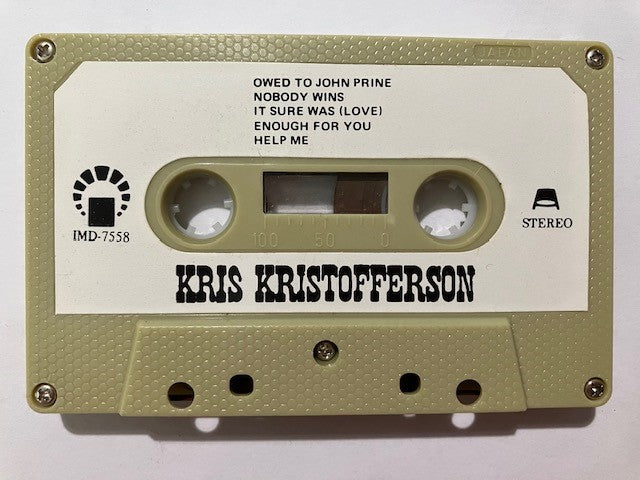 OWED TO JOHN PRINE
NOBODY WINS
IT SURE WAS (LOVE)
ENOUGH FOR YOU
HELP ME
IMD-7558
STEREO
100 50 0
KRIS KRISTOFFERSON